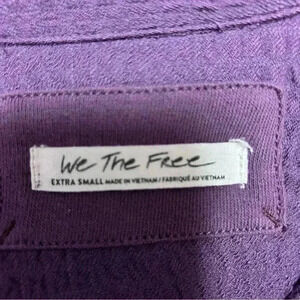 We The Free
EXTRA SMALL MADE IN VIETNAM / FABRIQUÉ AU VIETNAM